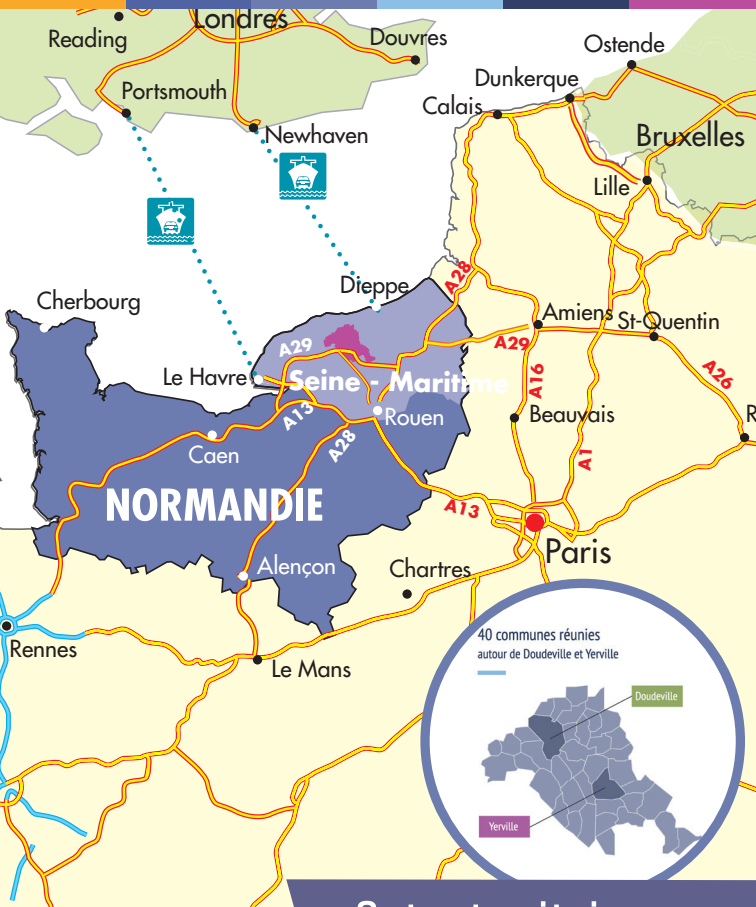 Londres
Reading
Douvres
Ostende
Portsmouth
Dunkerque
Calais
Newhaven
Bruxelles
Lille
Dieppe
A28
Cherbourg
Amiens
St-Quentin
A29
A29
Le Havre
Seine - Maritime
A16
A26
A13
Rouen
Beauvais
R
A28
Caen
A1
NORMANDIE
A13
Paris
Alençon
Chartres
40 communes réunies
autour de Doudeville et Yerville
Rennes
Le Mans
Doudeville
Yerville